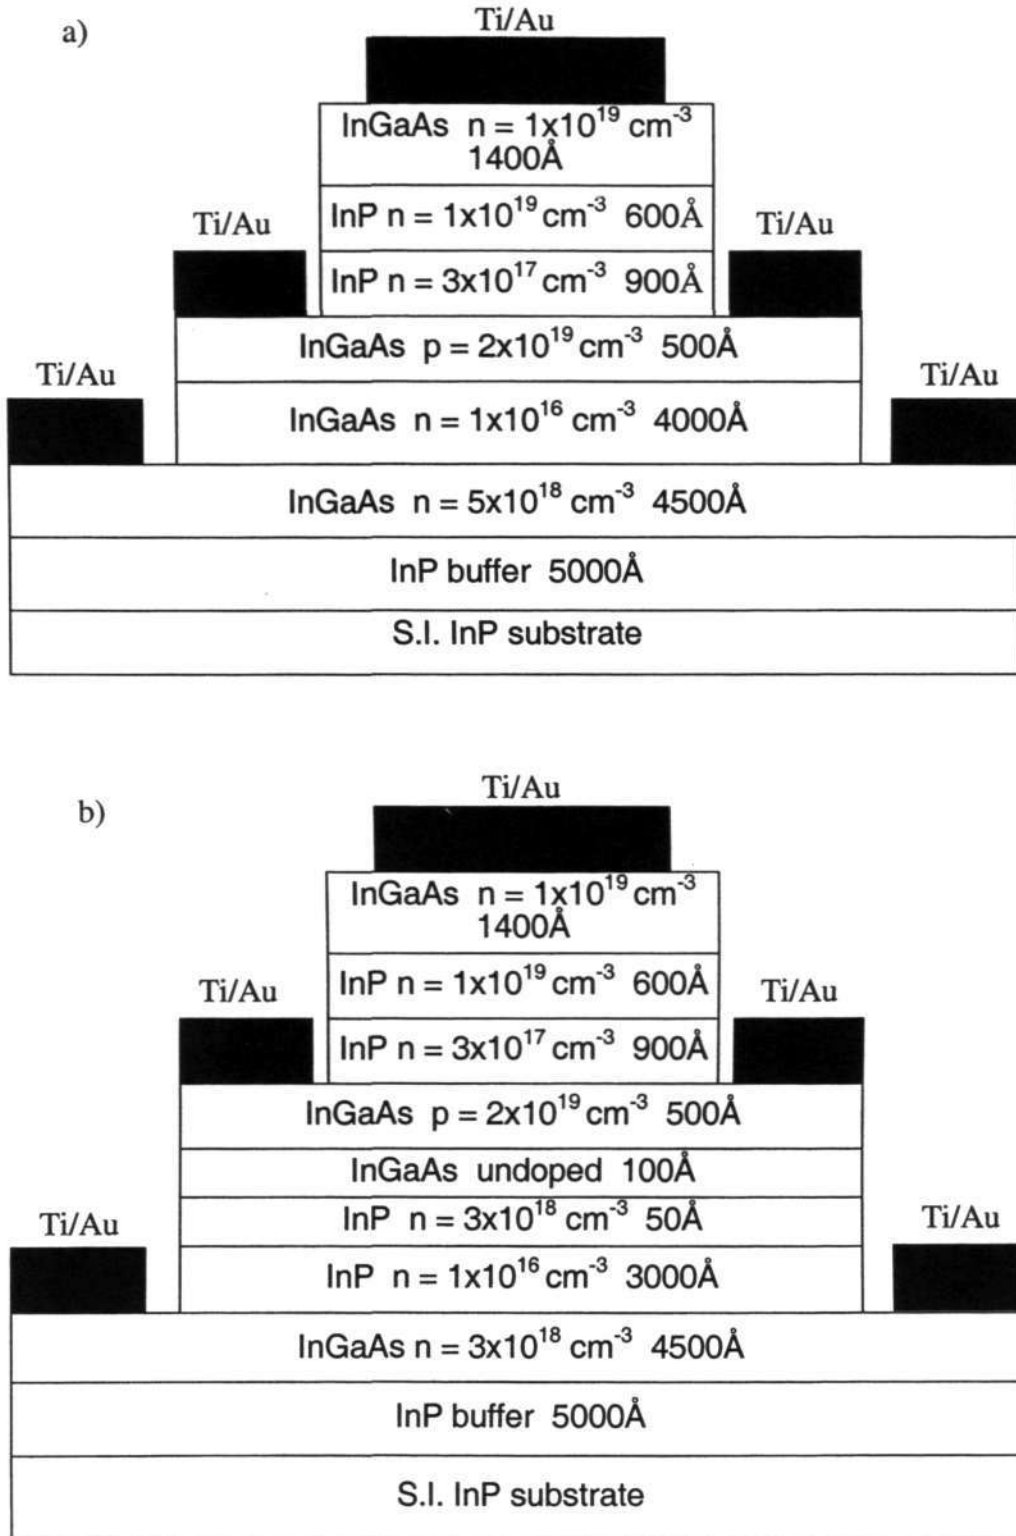 a)
Ti/Au
InGaAs n = 1x10¹⁹ cm⁻³
1400Å
InP n = 1x10¹⁹ cm⁻³ 600Å
Ti/Au Ti/Au
InP n = 3x10¹⁷ cm⁻³ 900Å
InGaAs p = 2x10¹⁹ cm⁻³ 500Å
Ti/Au Ti/Au
InGaAs n = 1x10¹⁶ cm⁻³ 4000Å
InGaAs n = 5x10¹⁸ cm⁻³ 4500Å
InP buffer 5000Å
S.I. InP substrate
b)
Ti/Au
InGaAs n = 1x10¹⁹ cm⁻³
1400Å
InP n = 1x10¹⁹ cm⁻³ 600Å
Ti/Au Ti/Au
InP n = 3x10¹⁷ cm⁻³ 900Å
InGaAs p = 2x10¹⁹ cm⁻³ 500Å
InGaAs undoped 100Å
InP n = 3x10¹⁸ cm⁻³ 50Å
Ti/Au Ti/Au
InP n = 1x10¹⁶ cm⁻³ 3000Å
InGaAs n = 3x10¹⁸ cm⁻³ 4500Å
InP buffer 5000Å
S.I. InP substrate